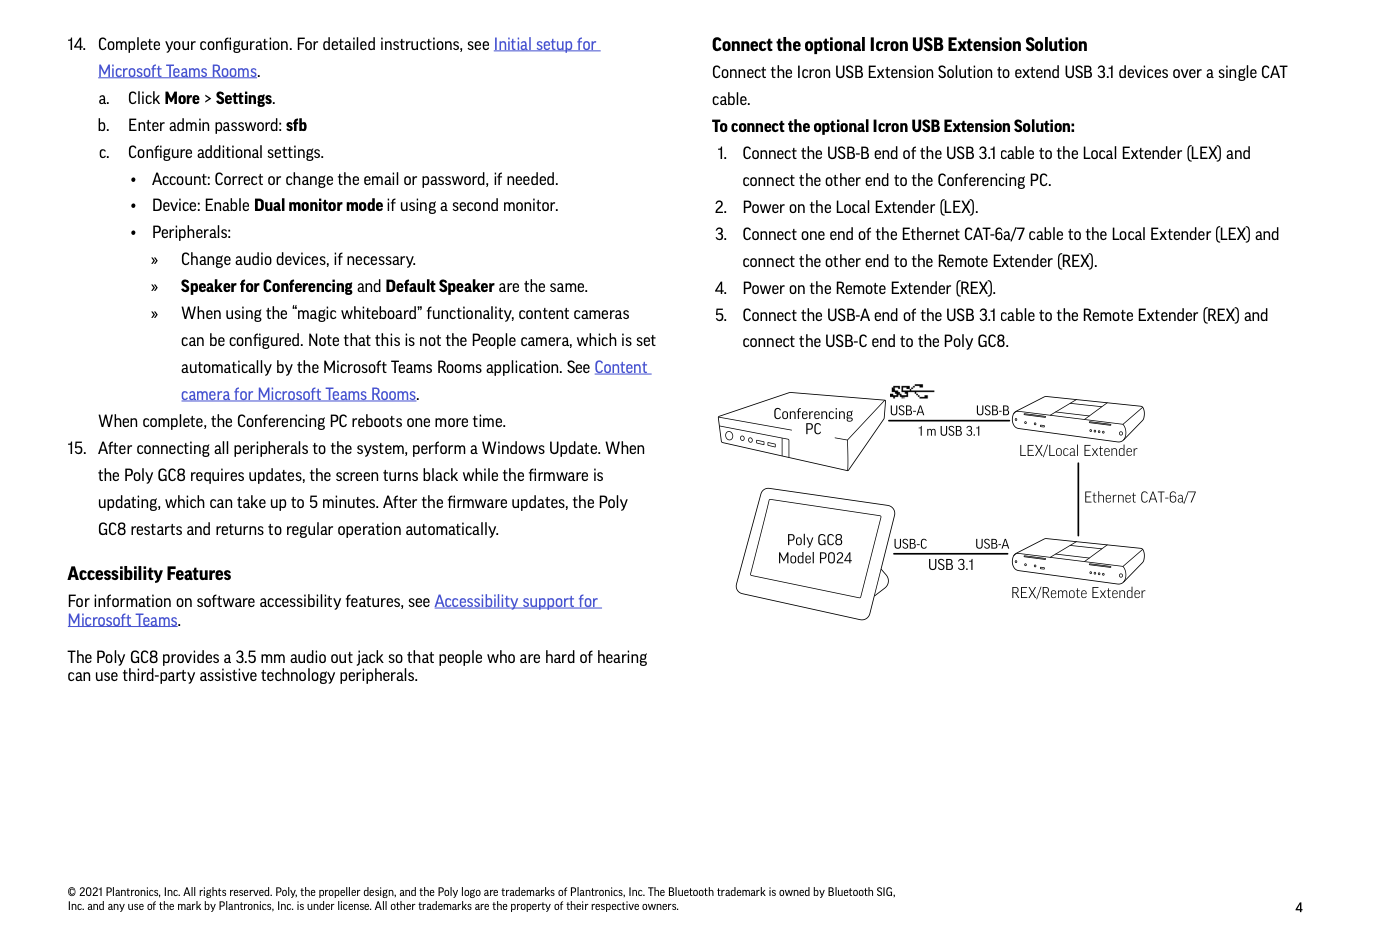 14. Complete your configuration. For detailed instructions, see Initial setup for
Microsoft Teams Rooms.
a. Click More > Settings.
b. Enter admin password: sfb
c. Configure additional settings.
• Account: Correct or change the email or password, if needed.
• Device: Enable Dual monitor mode if using a second monitor.
• Peripherals:
» Change audio devices, if necessary.
» Speaker for Conferencing and Default Speaker are the same.
» When using the “magic whiteboard” functionality, content cameras
can be configured. Note that this is not the People camera, which is set
automatically by the Microsoft Teams Rooms application. See Content
camera for Microsoft Teams Rooms.
When complete, the Conferencing PC reboots one more time.
15. After connecting all peripherals to the system, perform a Windows Update. When
the Poly GC8 requires updates, the screen turns black while the firmware is
updating, which can take up to 5 minutes. After the firmware updates, the Poly
GC8 restarts and returns to regular operation automatically.
Accessibility Features
For information on software accessibility features, see Accessibility support for
Microsoft Teams.
The Poly GC8 provides a 3.5 mm audio out jack so that people who are hard of hearing
can use third-party assistive technology peripherals.
Connect the optional Icron USB Extension Solution
Connect the Icron USB Extension Solution to extend USB 3.1 devices over a single CAT
cable.
To connect the optional Icron USB Extension Solution:
1. Connect the USB-B end of the USB 3.1 cable to the Local Extender (LEX) and
connect the other end to the Conferencing PC.
2. Power on the Local Extender (LEX).
3. Connect one end of the Ethernet CAT-6a/7 cable to the Local Extender (LEX) and
connect the other end to the Remote Extender (REX).
4. Power on the Remote Extender (REX).
5. Connect the USB-A end of the USB 3.1 cable to the Remote Extender (REX) and
connect the USB-C end to the Poly GC8.
SS
Conferencing
PC
USB-A USB-B
1 m USB 3.1
LEX/Local Extender
Ethernet CAT-6a/7
Poly GC8
Model P024
USB-C USB-A
USB 3.1
REX/Remote Extender
© 2021 Plantronics, Inc. All rights reserved. Poly, the propeller design, and the Poly logo are trademarks of Plantronics, Inc. The Bluetooth trademark is owned by Bluetooth SIG,
Inc. and any use of the mark by Plantronics, Inc. is under license. All other trademarks are the property of their respective owners.
4